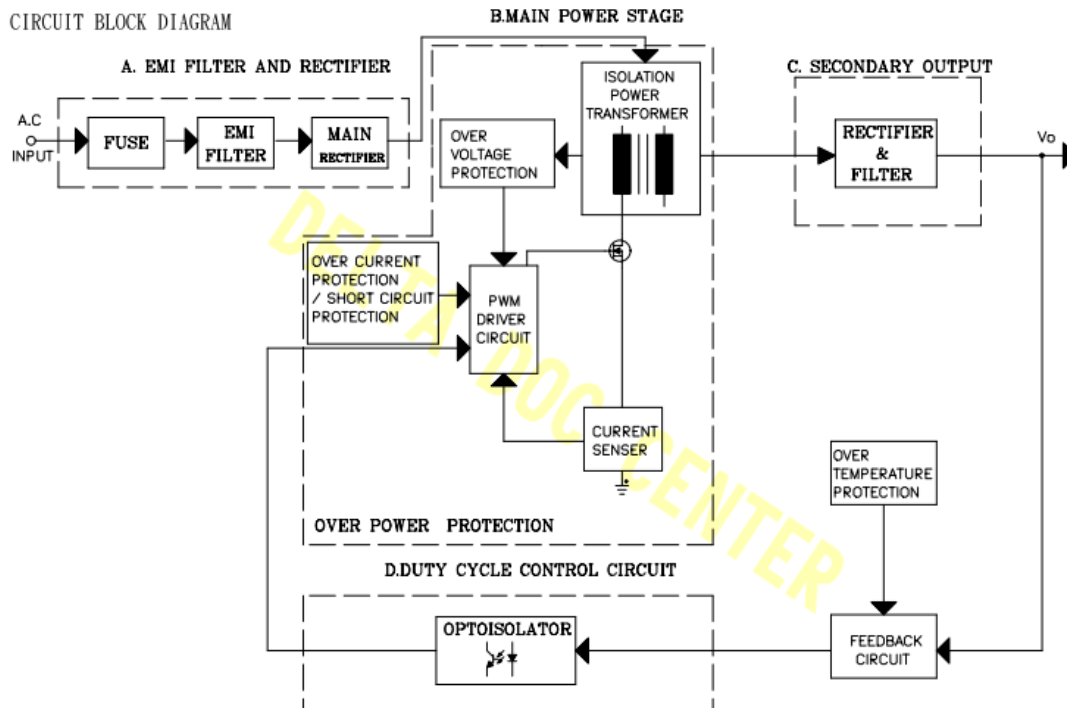 CIRCUIT BLOCK DIAGRAM
B.MAIN POWER STAGE
A. EMI FILTER AND RECTIFIER
C. SECONDARY OUTPUT
A.C
INPUT
FUSE
EMI
FILTER
MAIN
RECTIFIER
OVER
VOLTAGE
PROTECTION
ISOLATION
POWER
TRANSFORMER
RECTIFIER
&
FILTER
Vo
OVER CURRENT
PROTECTION
/ SHORT CIRCUIT
PROTECTION
PWM
DRIVER
CIRCUIT
CURRENT
SENSER
OVER
TEMPERATURE
PROTECTION
OVER POWER PROTECTION
D.DUTY CYCLE CONTROL CIRCUIT
OPTOISOLATOR
FEEDBACK
CIRCUIT
DELTA DOC CENTER